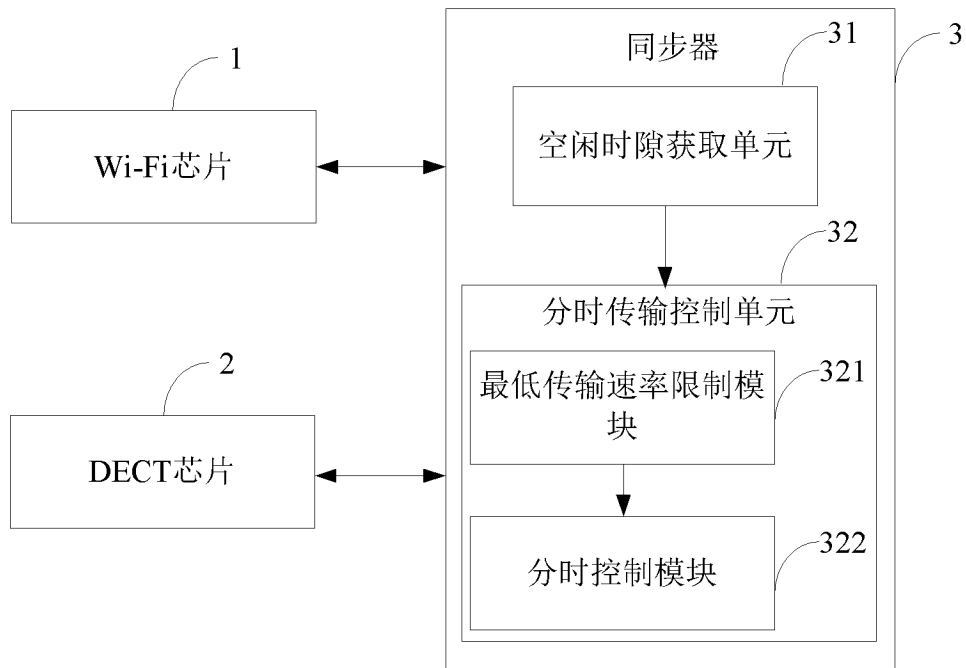 1
Wi-Fi芯片
2
DECT芯片
3
同步器
31
空闲时隙获取单元
32
分时传输控制单元
321
最低传输速率限制模
块
322
分时控制模块